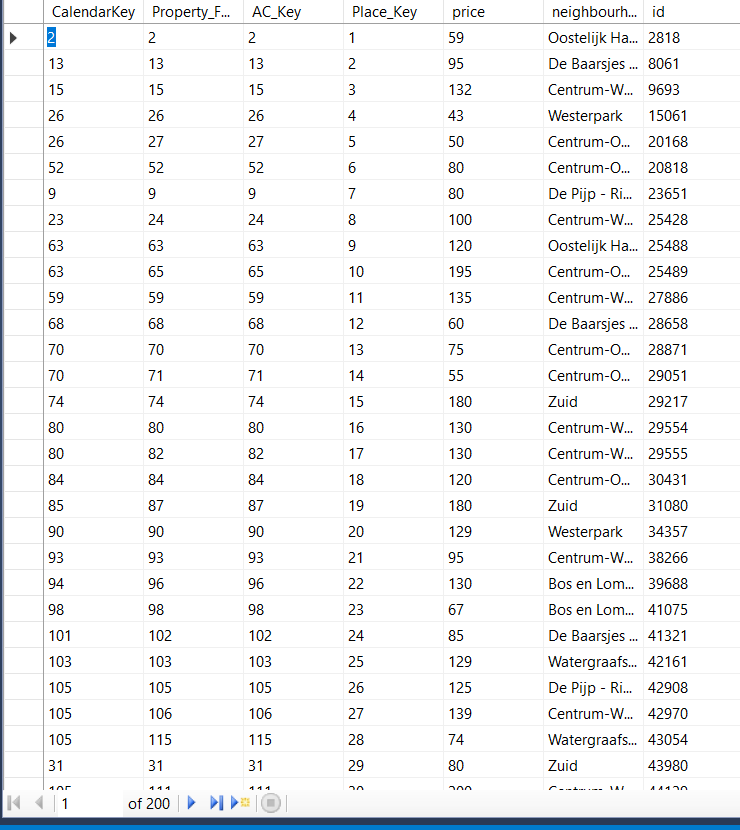 CalendarKey Property_F... AC_Key Place_Key price neighbourh... id
2 2 2 1 59 Oostelijk Ha... 2818
13 13 13 2 95 De Baarsjes ... 8061
15 15 15 3 132 Centrum-W... 9693
26 26 26 4 43 Westerpark 15061
26 27 27 5 50 Centrum-O... 20168
52 52 52 6 80 Centrum-O... 20818
9 9 9 7 80 De Pijp - Ri... 23651
23 24 24 8 100 Centrum-W... 25428
63 63 63 9 120 Oostelijk Ha... 25488
63 65 65 10 195 Centrum-O... 25489
59 59 59 11 135 Centrum-W... 27886
68 68 68 12 60 De Baarsjes ... 28658
70 70 70 13 75 Centrum-O... 28871
70 71 71 14 55 Centrum-O... 29051
74 74 74 15 180 Zuid 29217
80 80 80 16 130 Centrum-W... 29554
80 82 82 17 130 Centrum-W... 29555
84 84 84 18 120 Centrum-O... 30431
85 87 87 19 180 Zuid 31080
90 90 90 20 129 Westerpark 34357
93 93 93 21 95 Centrum-W... 38266
94 96 96 22 130 Bos en Lom... 39688
98 98 98 23 67 Bos en Lom... 41075
101 102 102 24 85 De Baarsjes ... 41321
103 103 103 25 129 Watergraafs... 42161
105 105 105 26 125 De Pijp - Ri... 42908
105 106 106 27 139 Centrum-W... 42970
105 115 115 28 74 Watergraafs... 43054
31 31 31 29 80 Zuid 43980
1 of 200